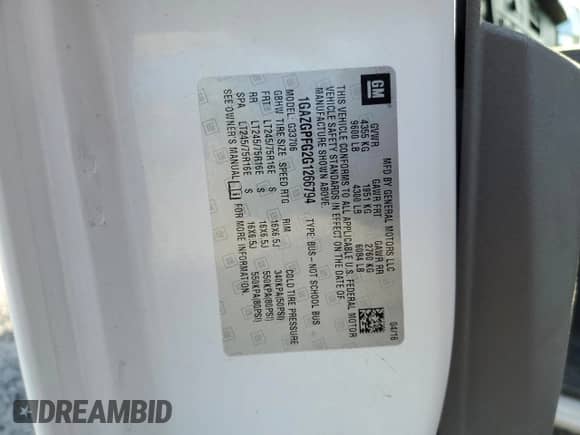 GM
MFD BY GENERAL MOTORS LLC
04/16
GVWR GAWR FRT GAWR RR
4355 KG 1951 KG 2760 KG
9600 LB 4300 LB 6084 LB
THIS VEHICLE CONFORMS TO ALL APPLICABLE U.S. FEDERAL MOTOR
VEHICLE SAFETY STANDARDS IN EFFECT ON THE DATE OF
MANUFACTURE SHOWN ABOVE.
1GAZGPFG2G1266794 TYPE: BUS-NOT SCHOOL BUS
MODEL: G33706
GBHW TIRE SIZE SPEED RTG RIM COLD TIRE PRESSURE
FRT LT245/75R16E S 16X6.5J 340KPA(50PSI)
RR LT245/75R16E S 16X6.5J 550KPA(80PSI)
SPA LT245/75R16E S 16X6.5J 550KPA(80PSI)
SEE OWNER'S MANUAL FOR MORE INFORMATION.
DREAMBID